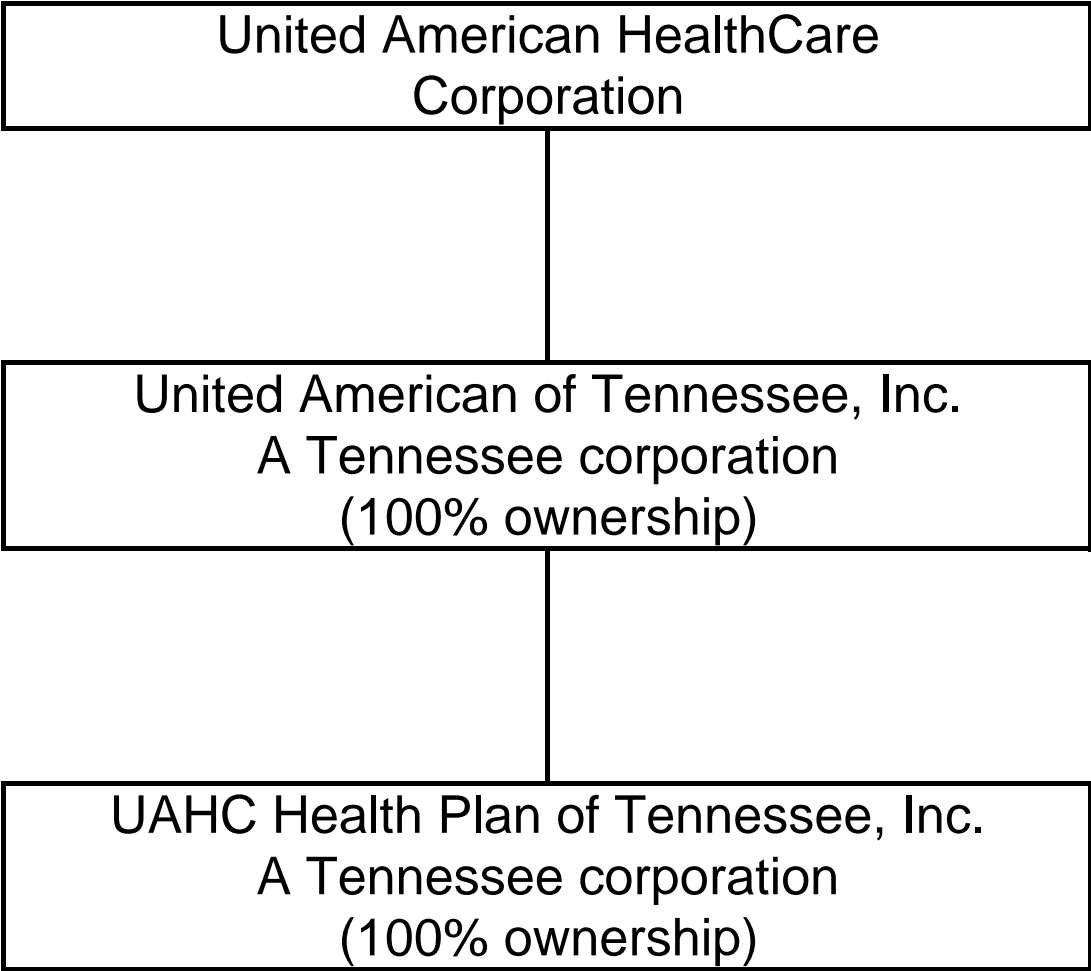 United American HealthCare
Corporation
United American of Tennessee, Inc.
A Tennessee corporation
(100% ownership)
UAHC Health Plan of Tennessee, Inc.
A Tennessee corporation
(100% ownership)